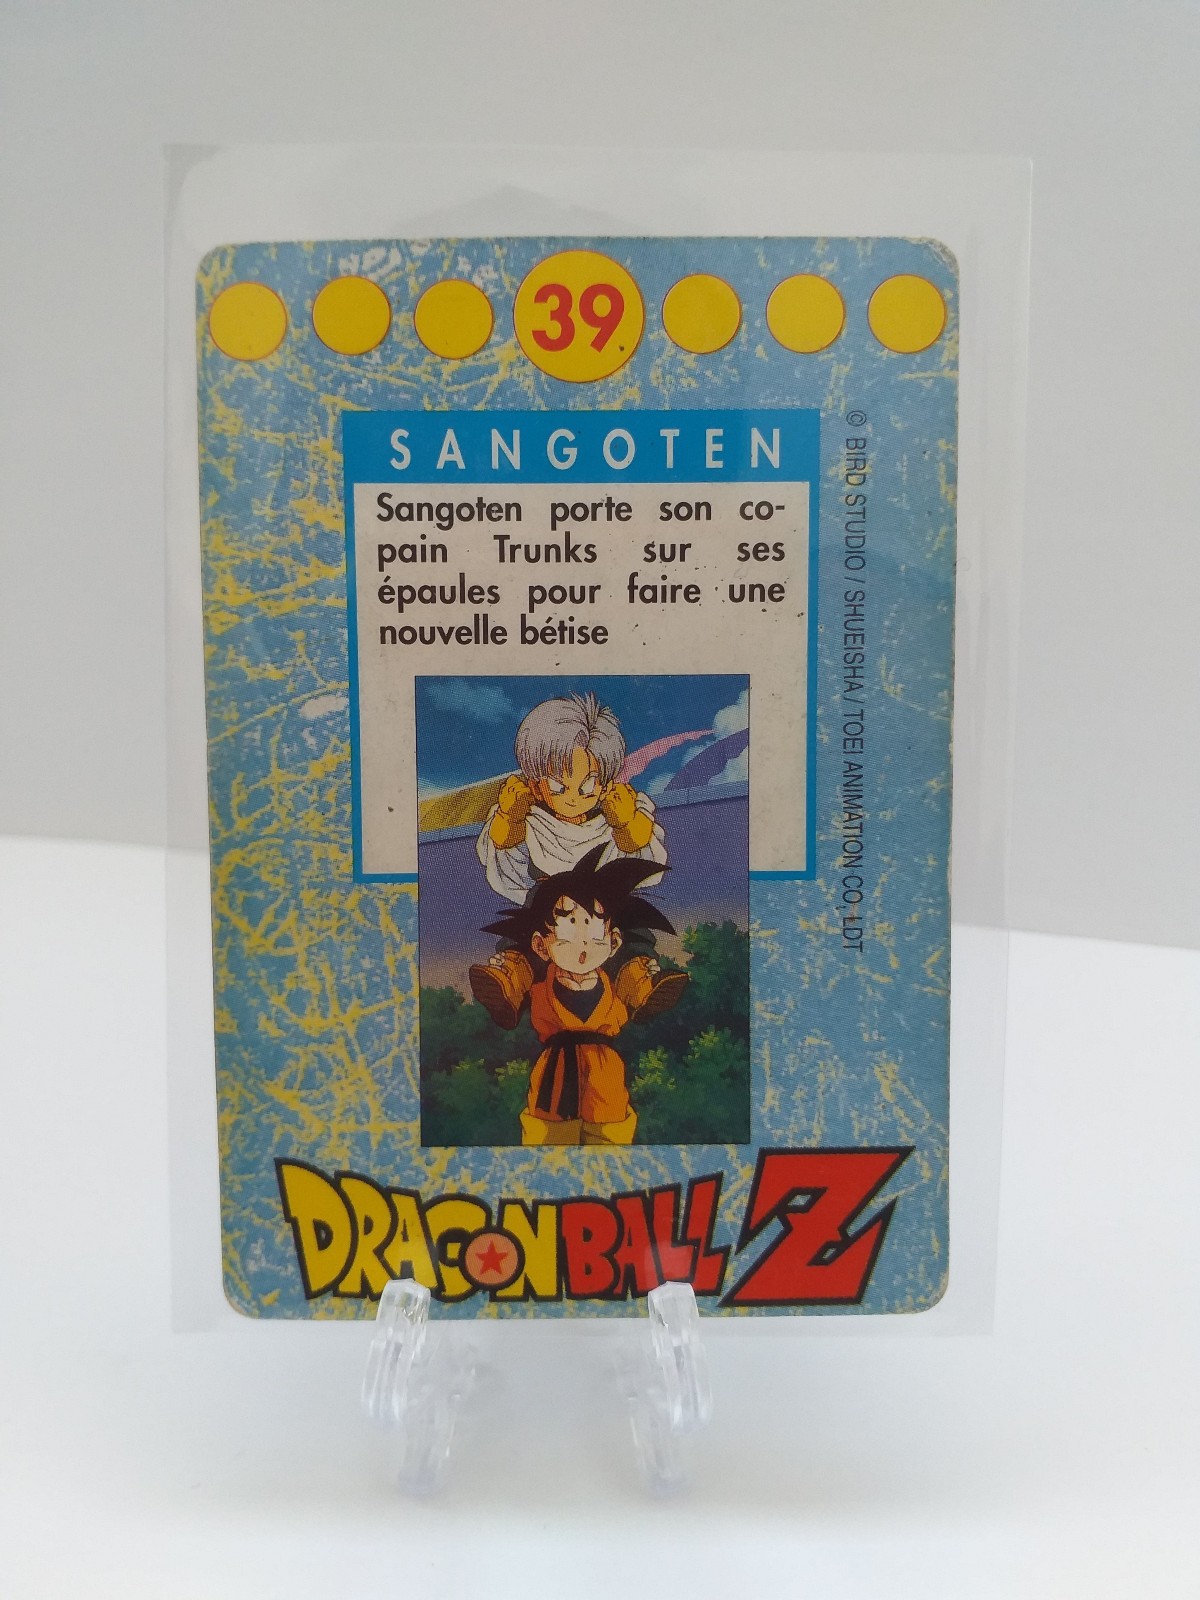 39
SANGOTEN
Sangoten porte son co-
pain Trunks sur ses
épaules pour faire une
nouvelle bétise
© BIRD STUDIO / SHUEISHA / TOEI ANIMATION CO, LDT
DRAGONBALL Z